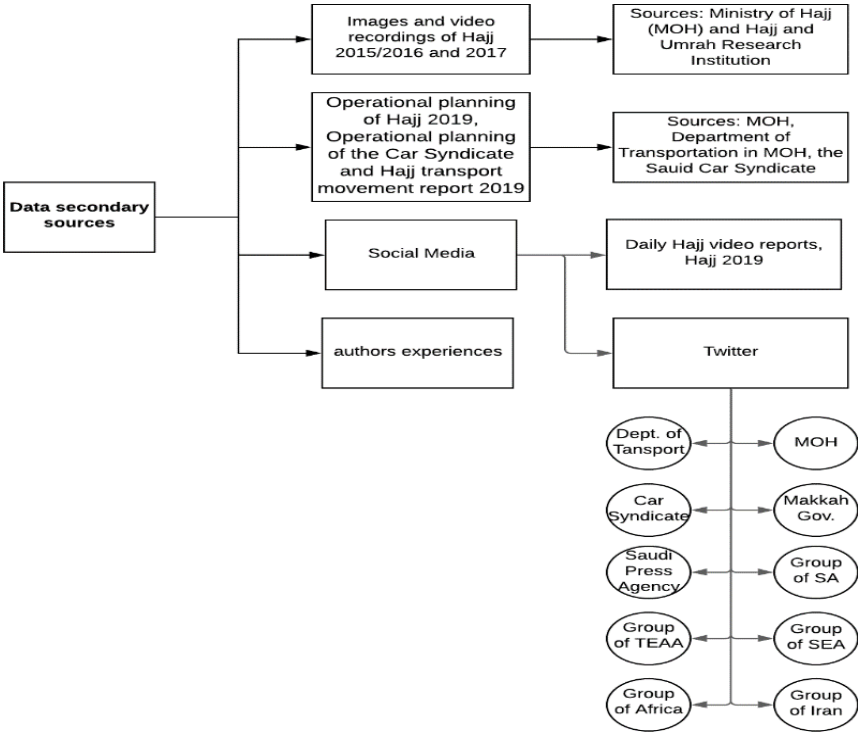 Images and video
recordings of Hajj
2015/2016 and 2017
Sources: Ministry of Hajj
(MOH) and Hajj and
Umrah Research
Institution
Operational planning
of Hajj 2019,
Operational planning
of the Car Syndicate
and Hajj transport
movement report 2019
Sources: MOH,
Department of
Transportation in MOH, the
Sauid Car Syndicate
Data secondary
sources
Social Media
Daily Hajj video reports,
Hajj 2019
authors experiences
Twitter
Dept. of
Tansport
MOH
Car
Syndicate
Makkah
Gov.
Saudi
Press
Agency
Group
of SA
Group
of TEAA
Group
of SEA
Group
of Africa
Group
of Iran